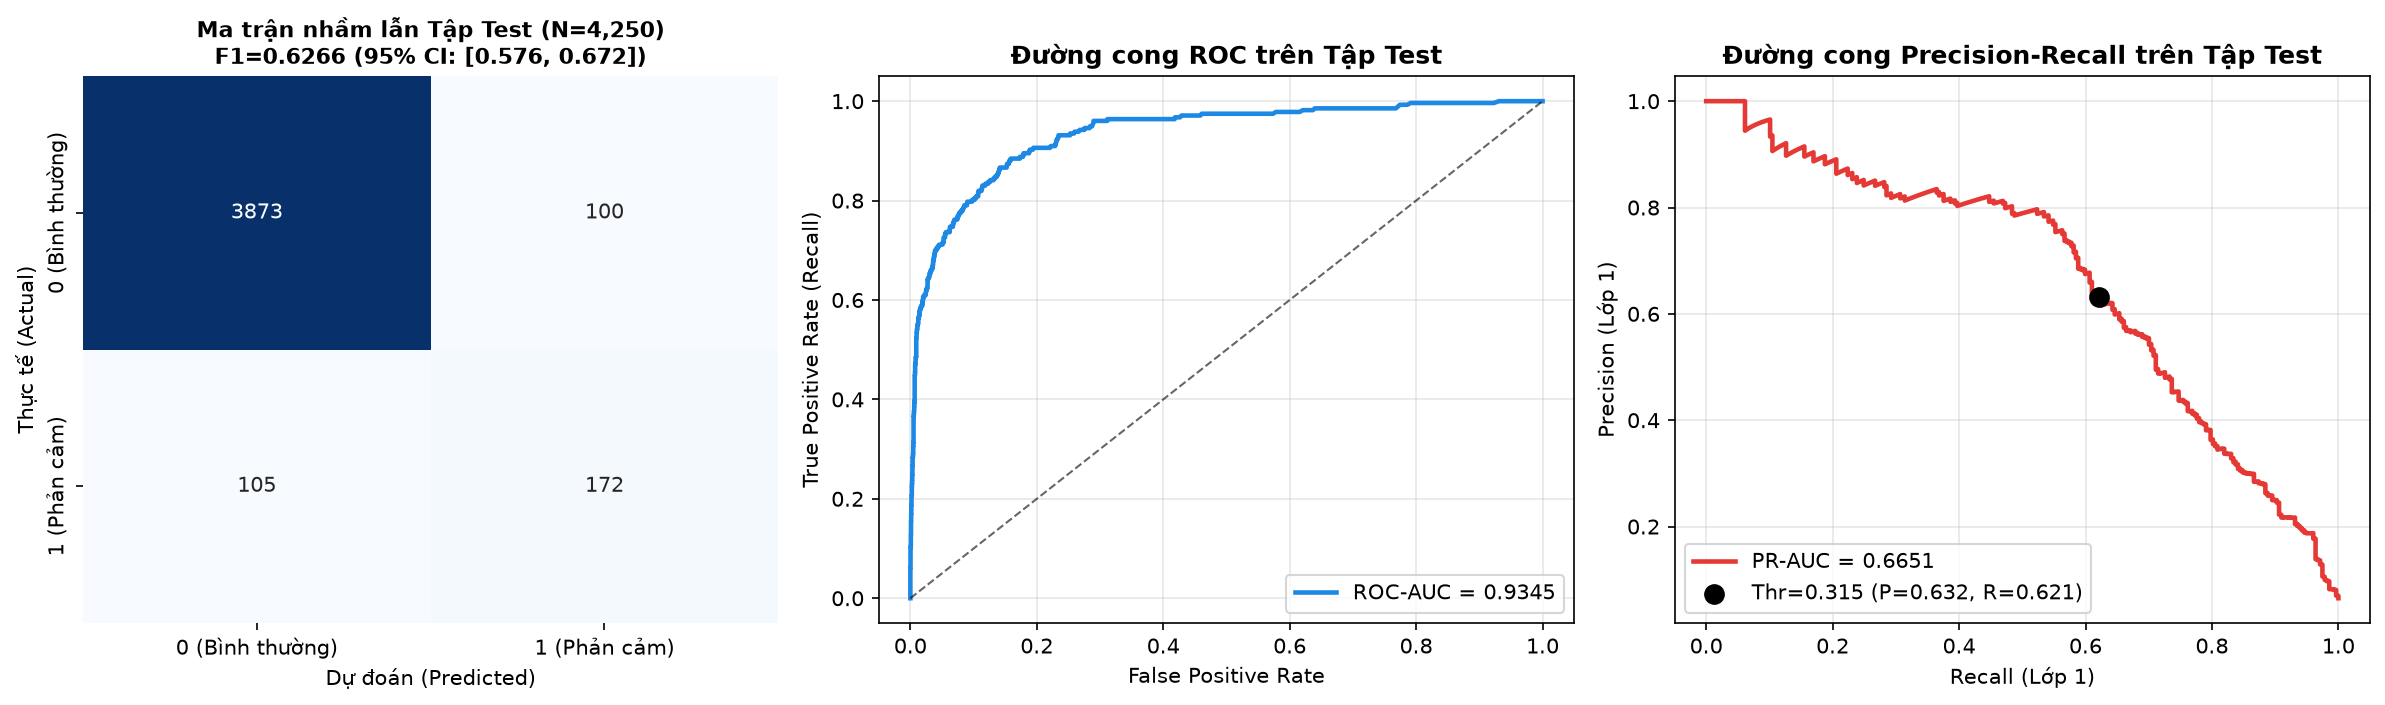 Ma trận nhầm lẫn Tập Test (N=4,250)
F1=0.6266 (95% CI: [0.576, 0.672])
Thực tế (Actual)
0 (Bình thường)
1 (Phản cảm)
3873
100
105
172
0 (Bình thường)
1 (Phản cảm)
Dự đoán (Predicted)
Đường cong ROC trên Tập Test
True Positive Rate (Recall)
1.0
0.8
0.6
0.4
0.2
0.0
ROC-AUC = 0.9345
0.0
0.2
0.4
0.6
0.8
1.0
False Positive Rate
Đường cong Precision-Recall trên Tập Test
Precision (Lớp 1)
1.0
0.8
0.6
0.4
0.2
PR-AUC = 0.6651
Thr=0.315 (P=0.632, R=0.621)
0.0
0.2
0.4
0.6
0.8
1.0
Recall (Lớp 1)